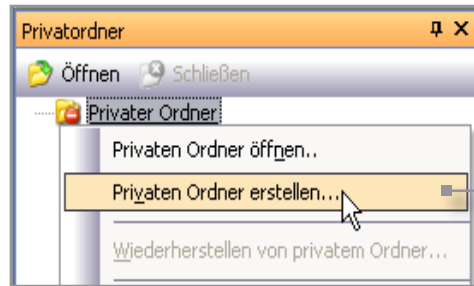 Privatordner
Öffnen Schließen
Privater Ordner
Privaten Ordner öffnen..
Privaten Ordner erstellen...
Wiederherstellen von privatem Ordner...